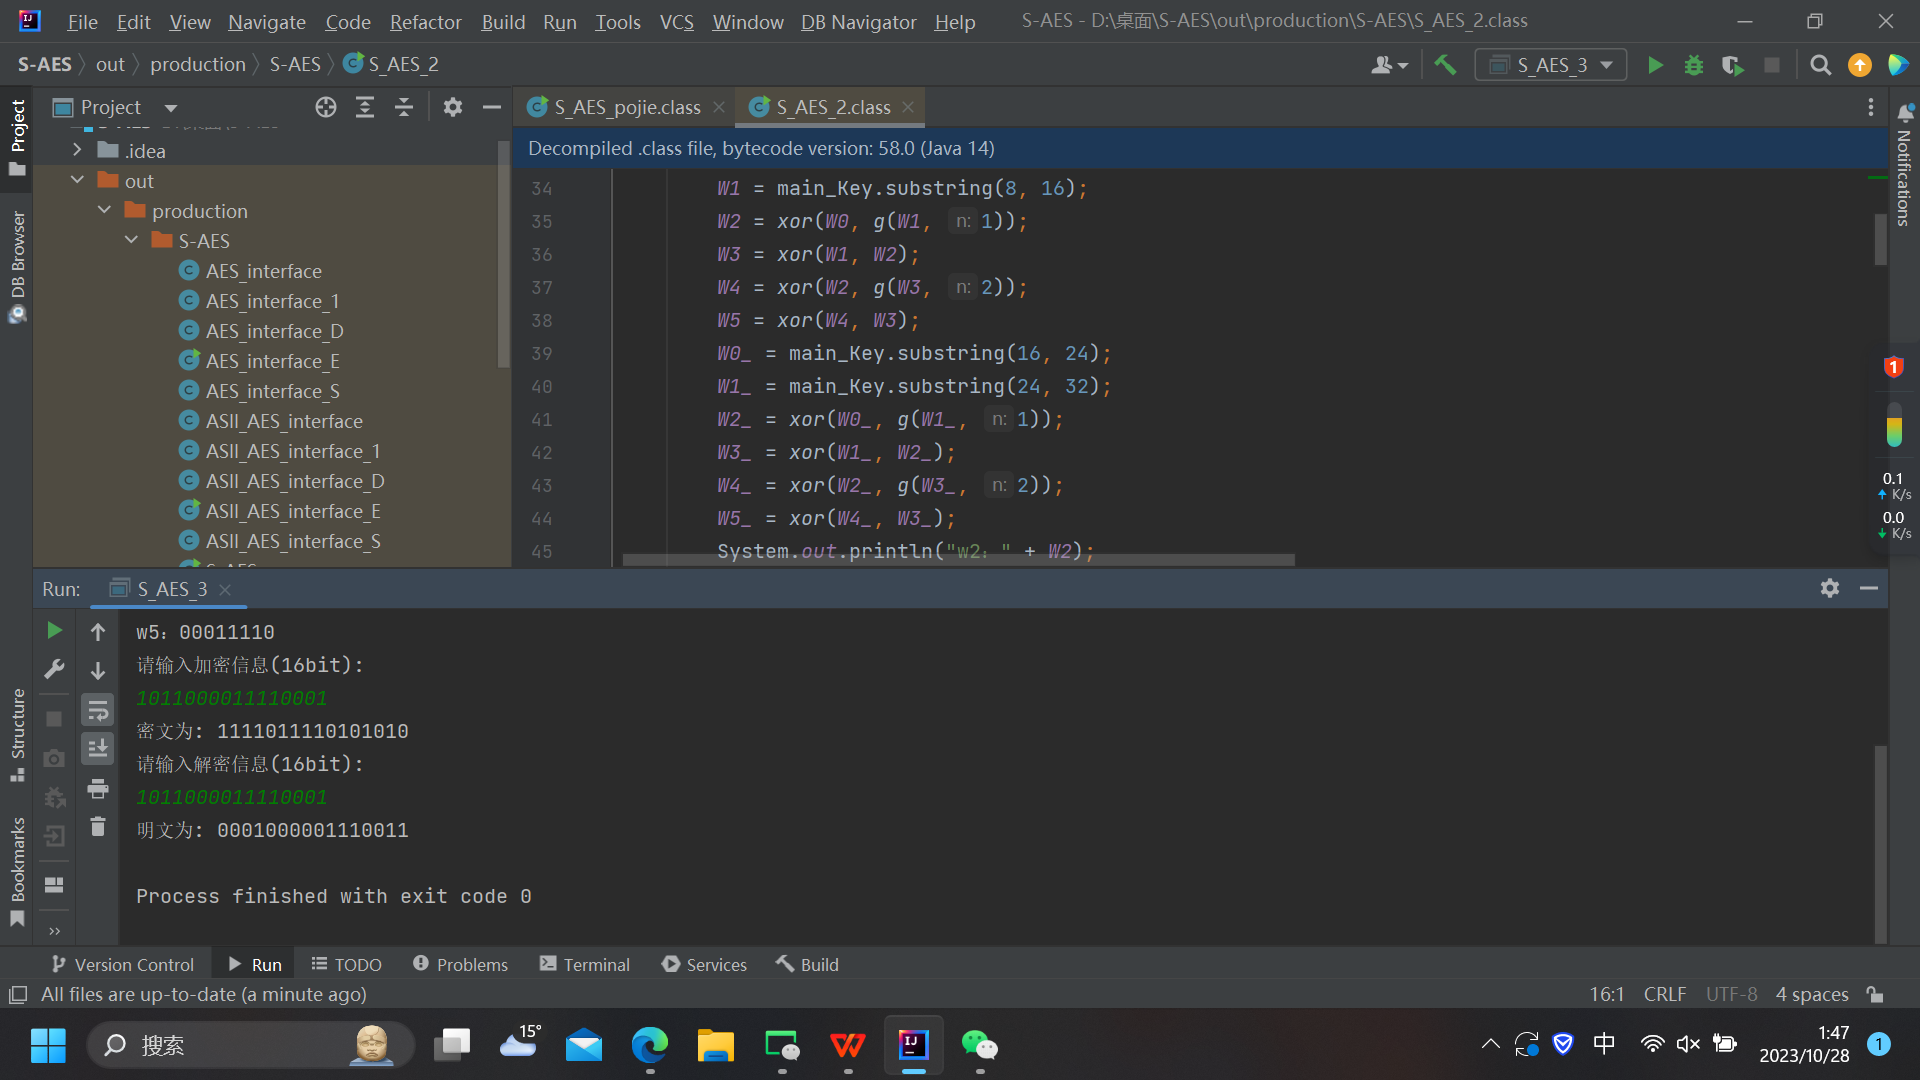 File Edit View Navigate Code Refactor Build Run Tools VCS Window DB Navigator Help S-AES - D:\桌面\S-AES\out\production\S-AES\S_AES_2.class
S-AES out production S-AES S_AES_2 S_AES_3
Project
S_AES_pojie.class S_AES_2.class
Decompiled .class file, bytecode version: 58.0 (Java 14)
.idea
out
production
S-AES
AES_interface
AES_interface_1
AES_interface_D
AES_interface_E
AES_interface_S
ASII_AES_interface
ASII_AES_interface_1
ASII_AES_interface_D
ASII_AES_interface_E
ASII_AES_interface_S
34 W1 = main_Key.substring(8, 16);
35 W2 = xor(W0, g(W1, n: 1));
36 W3 = xor(W1, W2);
37 W4 = xor(W2, g(W3, n: 2));
38 W5 = xor(W4, W3);
39 W0_ = main_Key.substring(16, 24);
40 W1_ = main_Key.substring(24, 32);
41 W2_ = xor(W0_, g(W1_, n: 1));
42 W3_ = xor(W1_, W2_);
43 W4_ = xor(W2_, g(W3_, n: 2));
44 W5_ = xor(W4_, W3_);
45 System.out.println("w2：" + W2);
Project
DB Browser
Structure
Bookmarks
Notifications
1
0.1
K/s
0.0
K/s
Run: S_AES_3
w5：00011110
请输入加密信息(16bit):
1011000011110001
密文为: 1111011110101010
请输入解密信息(16bit):
1011000011110001
明文为: 0001000001110011
Process finished with exit code 0
Version Control Run TODO Problems Terminal Services Build
All files are up-to-date (a minute ago) 16:1 CRLF UTF-8 4 spaces
搜索 15° 中 1:47
2023/10/28 1